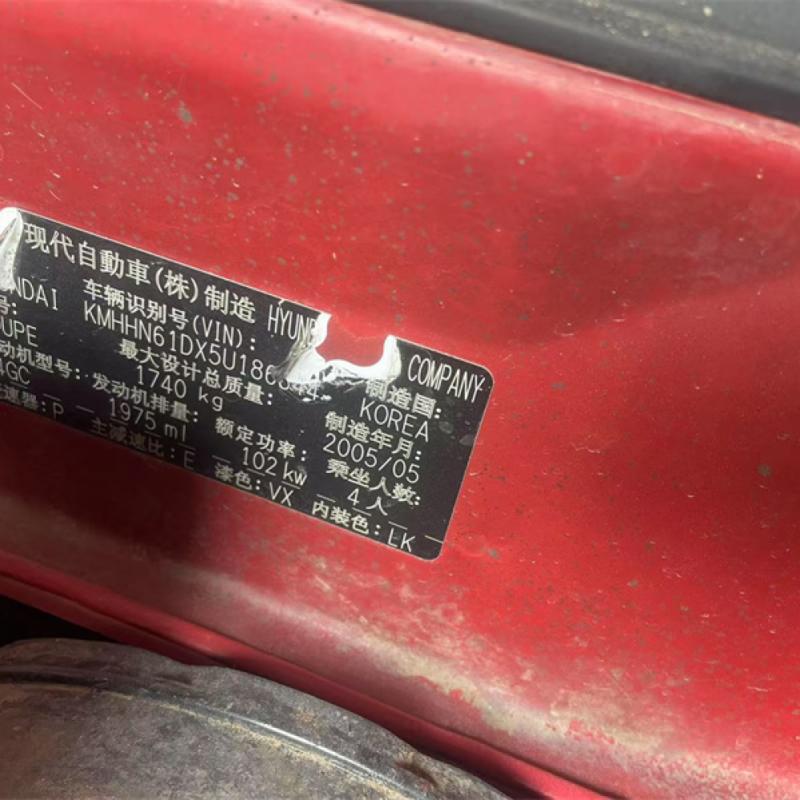 现代自動車(株)制造 HYUN COMPANY
NDAI 车辆识别号(VIN): 制造国:
号: KMHHN61DX5U186 KOREA
UPE 最大设计总质量: 制造年月:
动机型号: 1740 kg 2005/05
4GC 发动机排量: 额定功率: 乘坐人数:
速器:P — — 1975 ml — 102 kw — 4人
主减速比:E — 漆色:VX — 内装色:LK — —